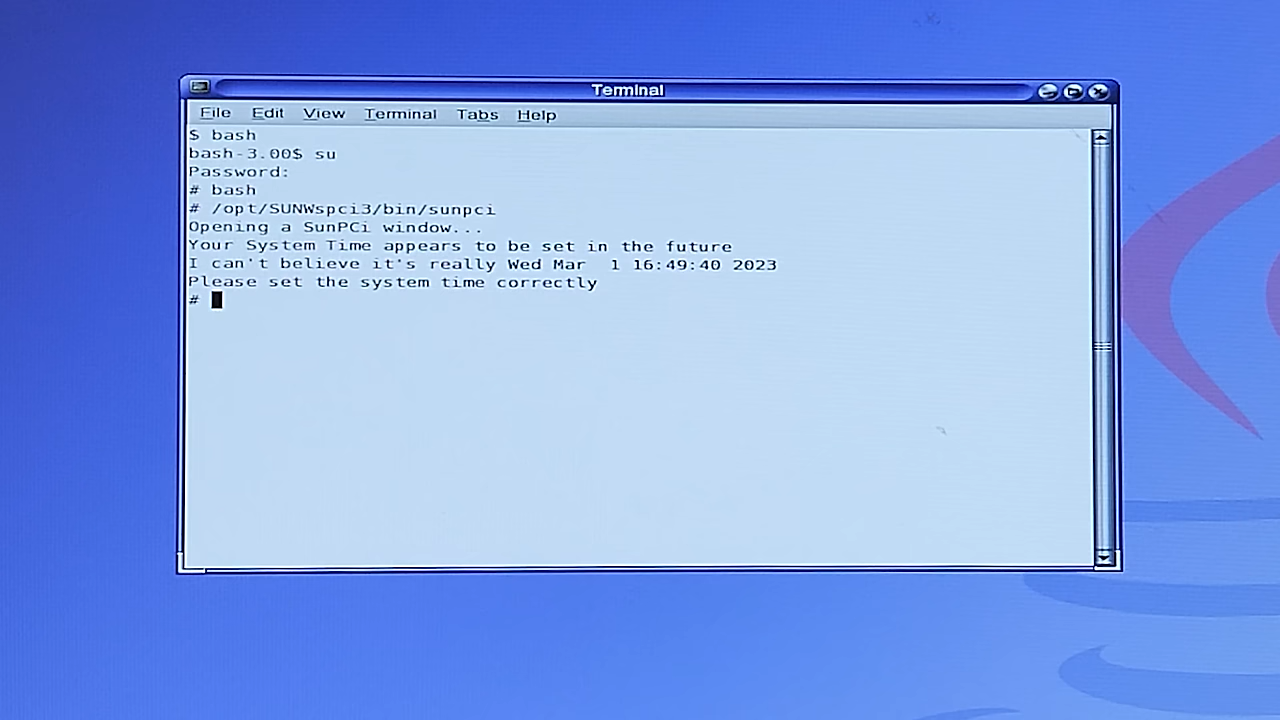 Terminal
File Edit View Terminal Tabs Help
$ bash
bash-3.00$ su
Password:
# bash
# /opt/SUNWspci3/bin/sunpci
Opening a SunPCi window...
Your System Time appears to be set in the future
I can't believe it's really Wed Mar  1 16:49:40 2023
Please set the system time correctly
#